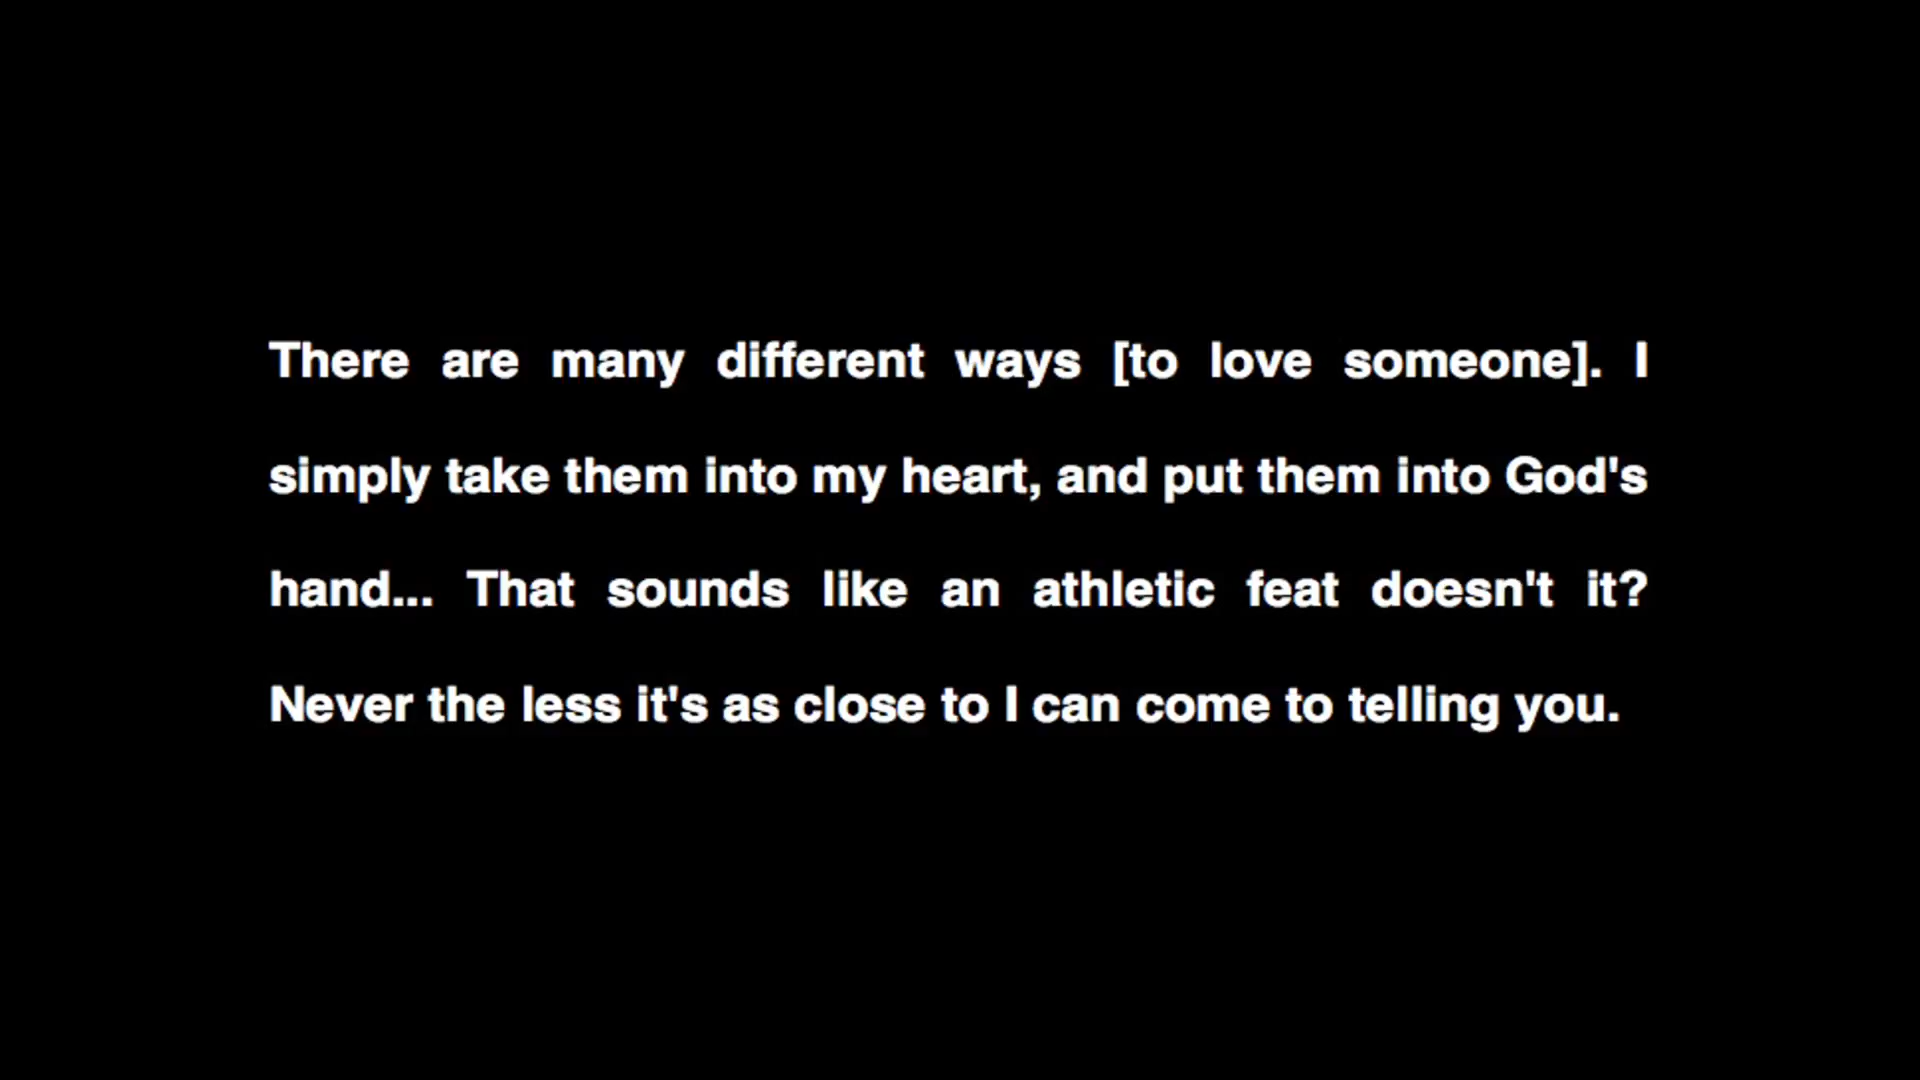 There are many different ways [to love someone]. I
simply take them into my heart, and put them into God's
hand... That sounds like an athletic feat doesn't it?
Never the less it's as close to I can come to telling you.